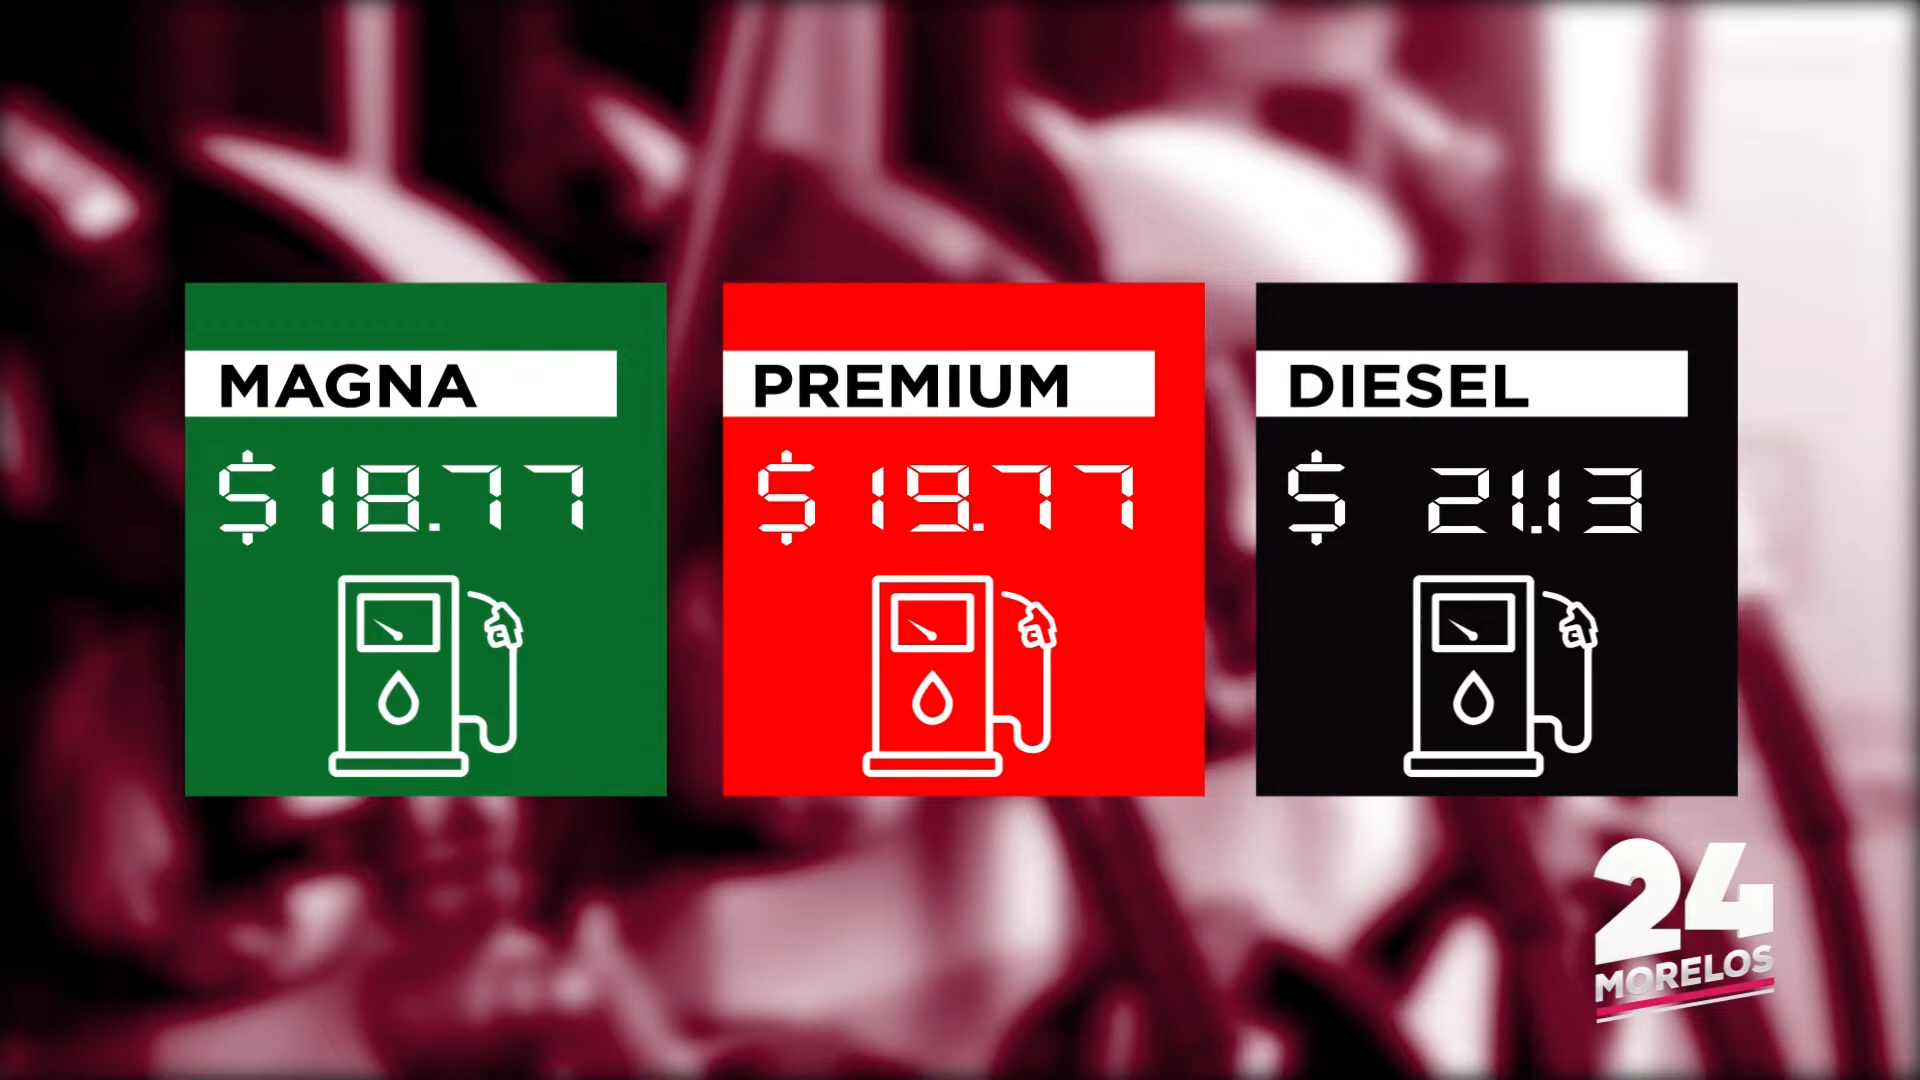 MAGNA
$18.77
PREMIUM
$19.77
DIESEL
$ 21.13
24
MORELOS